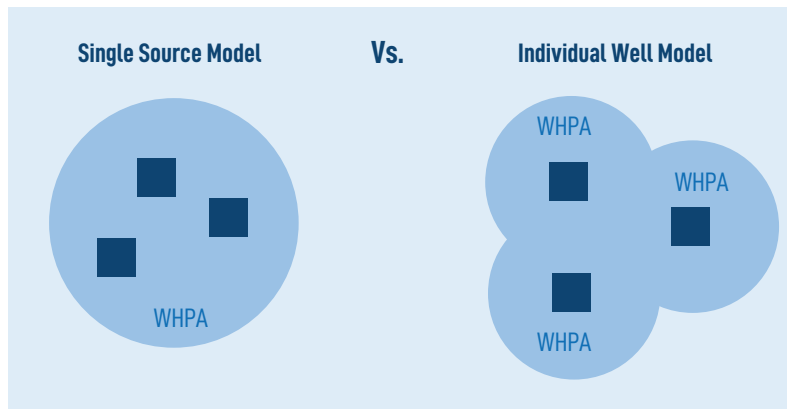 Single Source Model
Vs.
Individual Well Model
WHPA
WHPA
WHPA
WHPA